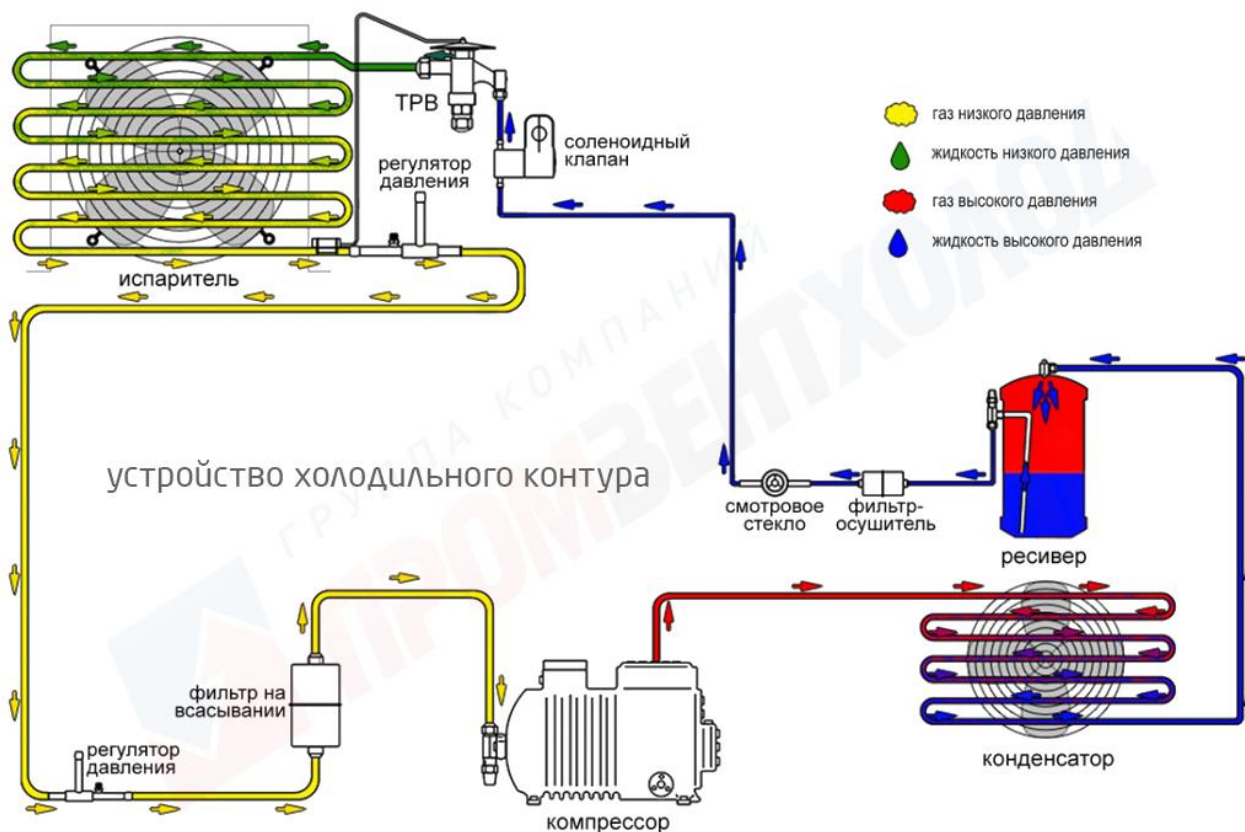 ТРВ
соленоидный
клапан
регулятор
давления
испаритель
газ низкого давления
жидкость низкого давления
газ высокого давления
жидкость высокого давления
ГРУППА КОМПАНИЙ
ПРОМВЕНТХОЛОД
устройство холодильного контура
смотровое
стекло
фильтр-
осушитель
ресивер
фильтр на
всасывании
регулятор
давления
компрессор
конденсатор